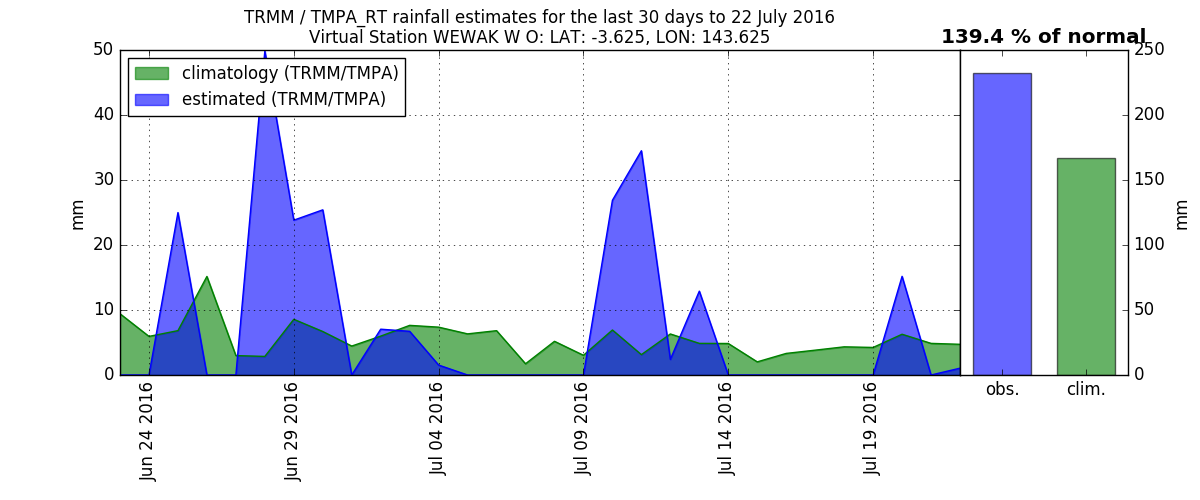 TRMM / TMPA_RT rainfall estimates for the last 30 days to 22 July 2016
Virtual Station WEWAK W O: LAT: -3.625, LON: 143.625
139.4 % of normal
climatology (TRMM/TMPA)
estimated (TRMM/TMPA)
50
40
30
20
10
0
mm
Jun 24 2016
Jun 29 2016
Jul 04 2016
Jul 09 2016
Jul 14 2016
Jul 19 2016
obs.
clim.
250
200
150
100
50
0
mm